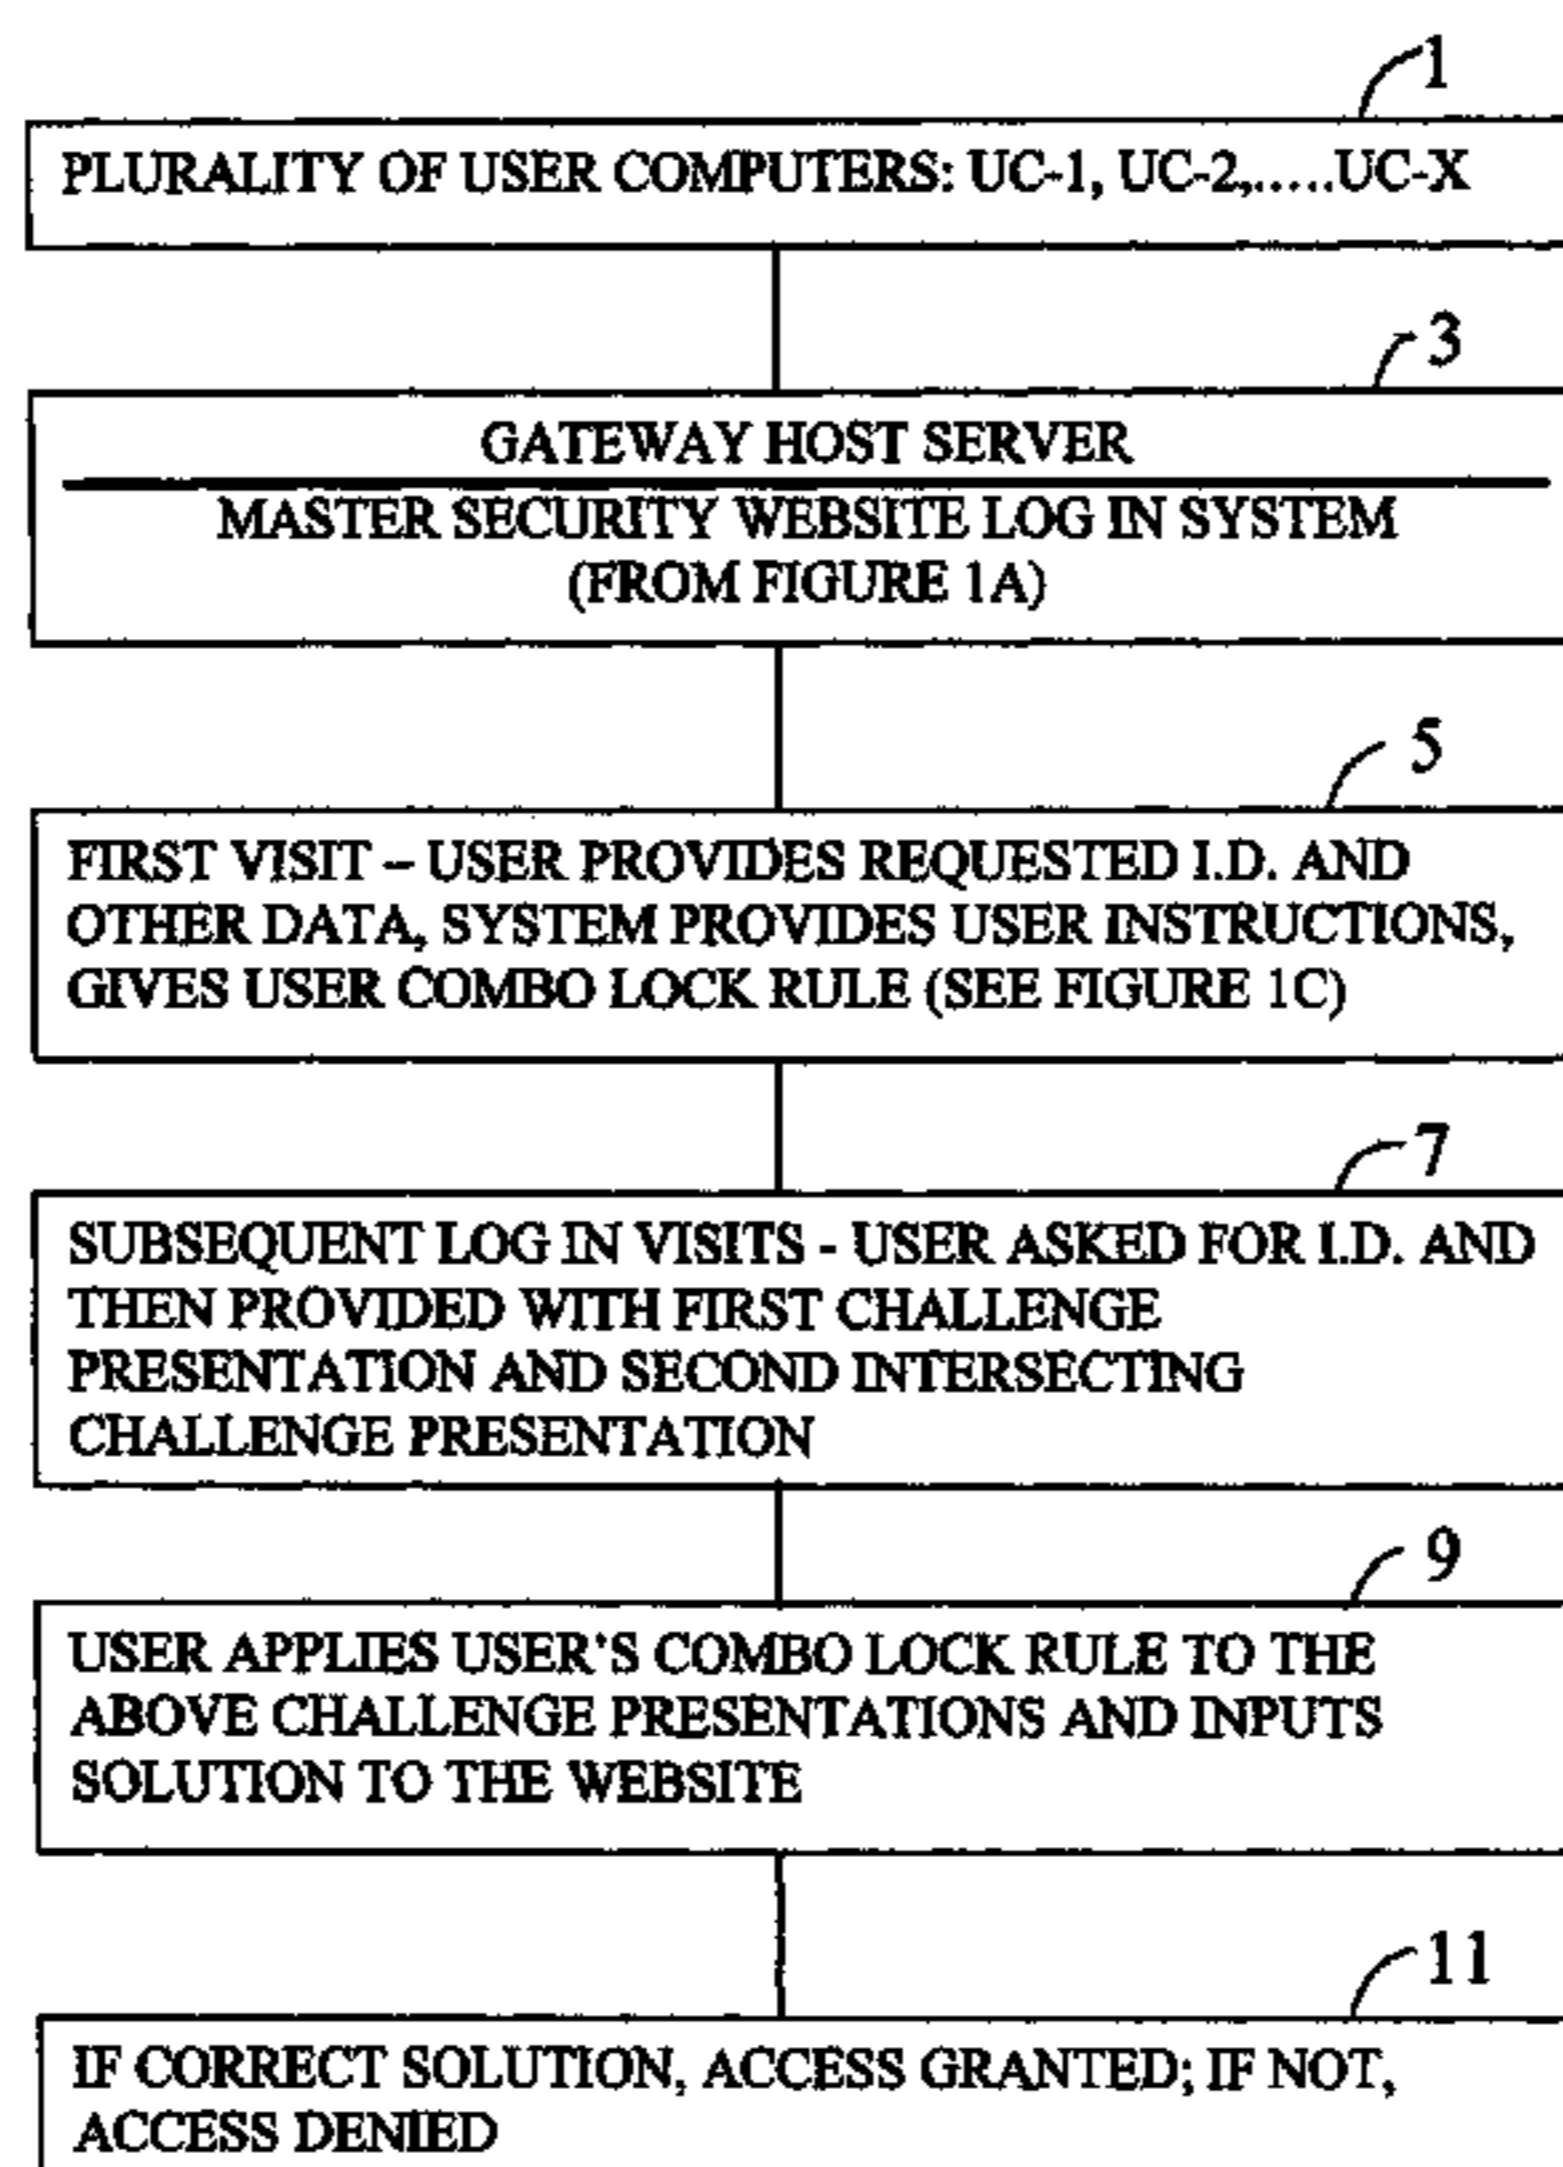 1
PLURALITY OF USER COMPUTERS: UC-1, UC-2,.....UC-X
3
GATEWAY HOST SERVER
MASTER SECURITY WEBSITE LOG IN SYSTEM
(FROM FIGURE 1A)
5
FIRST VISIT – USER PROVIDES REQUESTED I.D. AND
OTHER DATA, SYSTEM PROVIDES USER INSTRUCTIONS,
GIVES USER COMBO LOCK RULE (SEE FIGURE 1C)
7
SUBSEQUENT LOG IN VISITS - USER ASKED FOR I.D. AND
THEN PROVIDED WITH FIRST CHALLENGE
PRESENTATION AND SECOND INTERSECTING
CHALLENGE PRESENTATION
9
USER APPLIES USER'S COMBO LOCK RULE TO THE
ABOVE CHALLENGE PRESENTATIONS AND INPUTS
SOLUTION TO THE WEBSITE
11
IF CORRECT SOLUTION, ACCESS GRANTED; IF NOT,
ACCESS DENIED